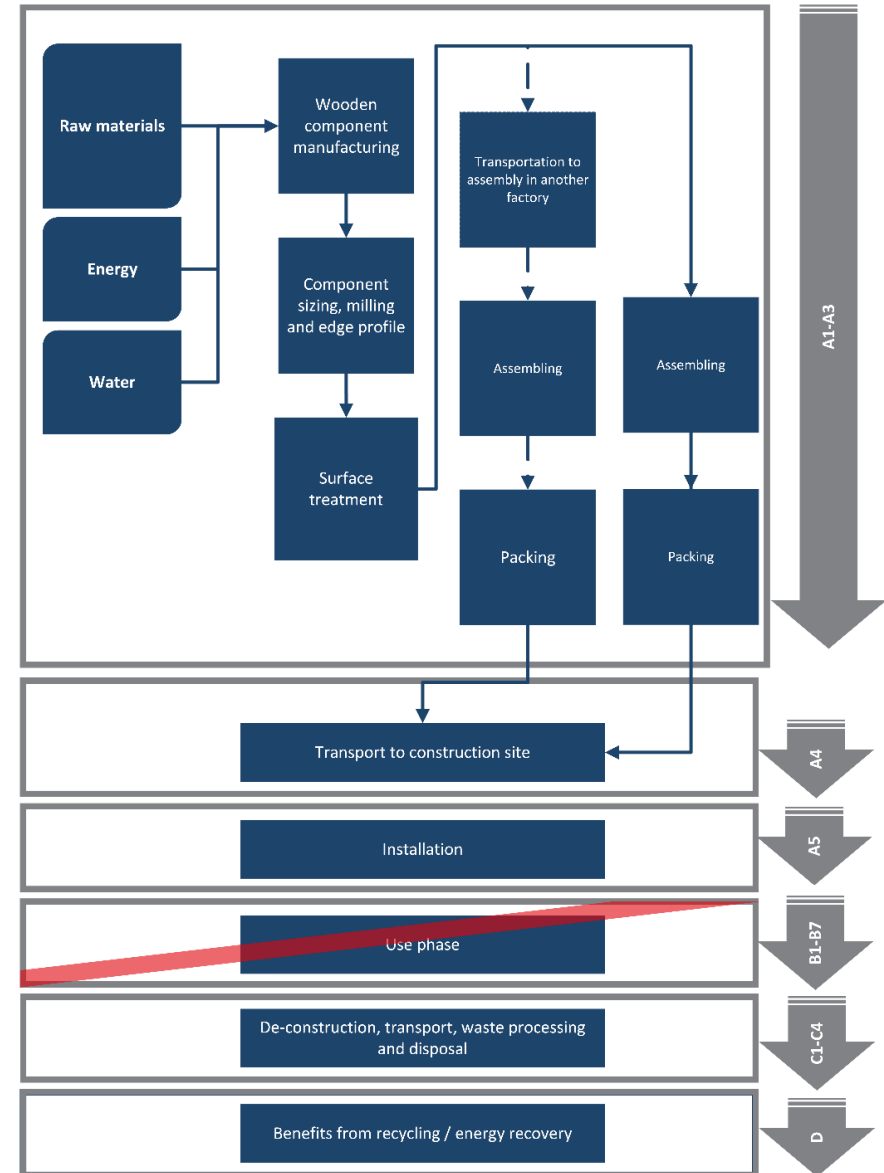 Raw materials
Energy
Water
Wooden
component
manufacturing
Component
sizing, milling
and edge profile
Surface
treatment
Transportation to
assembly in another
factory
Assembling
Packing
Assembling
Packing
A1-A3
Transport to construction site
A4
Installation
A5
Use phase
B1-B7
De-construction, transport, waste processing
and disposal
C1-C4
Benefits from recycling / energy recovery
D